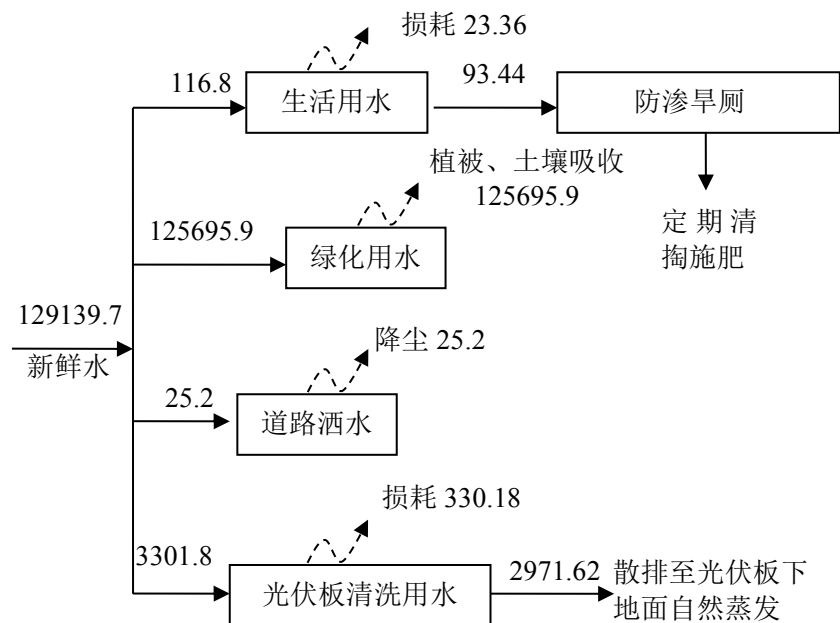 损耗 23.36
116.8
生活用水
93.44
防渗旱厕
植被、土壤吸收
125695.9
定期清
掏施肥
125695.9
绿化用水
129139.7
新鲜水
降尘 25.2
25.2
道路洒水
损耗 330.18
3301.8
光伏板清洗用水
2971.62
散排至光伏板下
地面自然蒸发